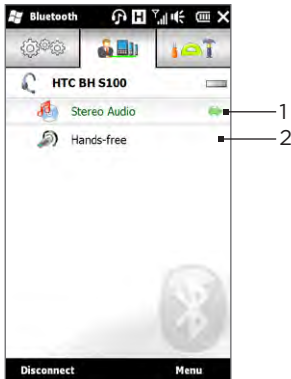 Bluetooth H
HTC BH S100
Stereo Audio 1
Hands-free 2
Disconnect Menu